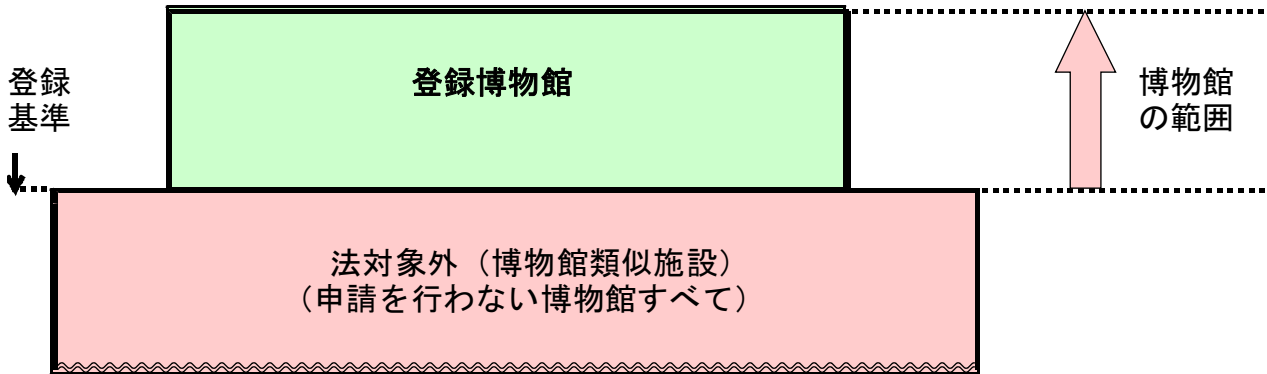 登録
基準
登録博物館
博物館
の範囲
法対象外（博物館類似施設）
（申請を行わない博物館すべて）